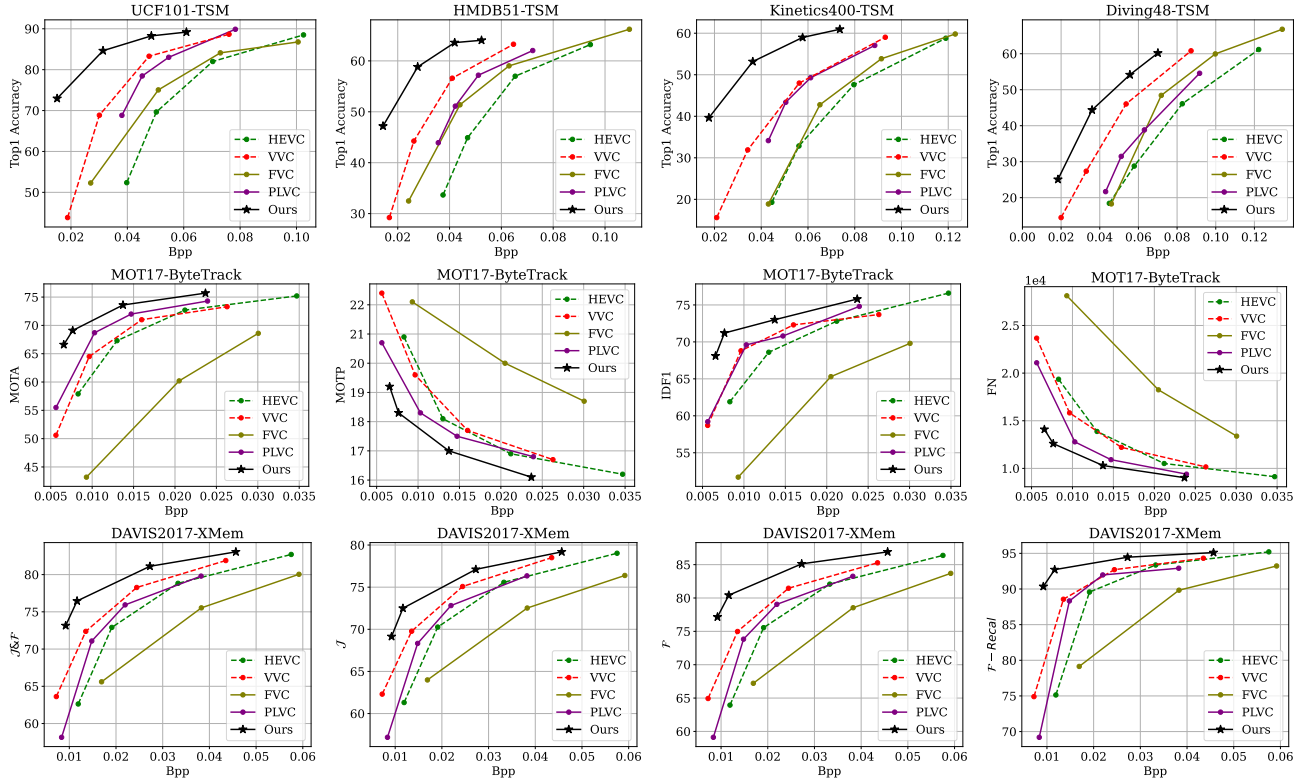 UCF101-TSM
Top1 Accuracy
90
80
70
60
50
0.02 0.04 0.06 0.08 0.10
Bpp
HEVC
VVC
FVC
PLVC
Ours
HMDB51-TSM
Top1 Accuracy
60
50
40
30
0.02 0.04 0.06 0.08 0.10
Bpp
HEVC
VVC
FVC
PLVC
Ours
Kinetics400-TSM
Top1 Accuracy
60
50
40
30
20
0.02 0.04 0.06 0.08 0.10 0.12
Bpp
HEVC
VVC
FVC
PLVC
Ours
Diving48-TSM
Top1 Accuracy
60
50
40
30
20
10
0.00 0.02 0.04 0.06 0.08 0.10 0.12
Bpp
HEVC
VVC
FVC
PLVC
Ours
MOT17-ByteTrack
MOTA
75
70
65
60
55
50
45
0.005 0.010 0.015 0.020 0.025 0.030 0.035
Bpp
HEVC
VVC
FVC
PLVC
Ours
MOT17-ByteTrack
MOTP
22
21
20
19
18
17
16
0.005 0.010 0.015 0.020 0.025 0.030 0.035
Bpp
HEVC
VVC
FVC
PLVC
Ours
MOT17-ByteTrack
IDF1
75
70
65
60
55
0.005 0.010 0.015 0.020 0.025 0.030 0.035
Bpp
HEVC
VVC
FVC
PLVC
Ours
MOT17-ByteTrack
1e4
FN
2.5
2.0
1.5
1.0
0.005 0.010 0.015 0.020 0.025 0.030 0.035
Bpp
HEVC
VVC
FVC
PLVC
Ours
DAVIS2017-XMem
J&F
80
75
70
65
60
0.01 0.02 0.03 0.04 0.05 0.06
Bpp
HEVC
VVC
FVC
PLVC
Ours
DAVIS2017-XMem
J
80
75
70
65
60
0.01 0.02 0.03 0.04 0.05 0.06
Bpp
HEVC
VVC
FVC
PLVC
Ours
DAVIS2017-XMem
F
85
80
75
70
65
60
0.01 0.02 0.03 0.04 0.05 0.06
Bpp
HEVC
VVC
FVC
PLVC
Ours
DAVIS2017-XMem
F − Recal
95
90
85
80
75
70
0.01 0.02 0.03 0.04 0.05 0.06
Bpp
HEVC
VVC
FVC
PLVC
Ours